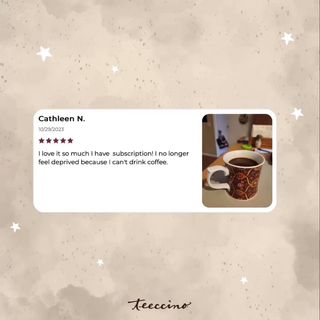 Cathleen N.
10/29/2023
I love it so much I have subscription! I no longer
feel deprived because I can't drink coffee.
teeccino